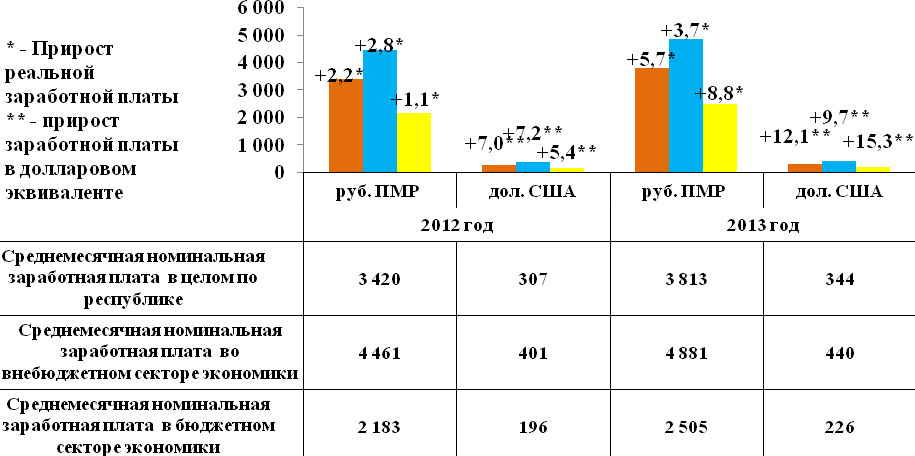 * - Прирост
реальной
заработной платы
** - прирост
заработной платы
в долларовом
эквиваленте
6 000
5 000
4 000
3 000
2 000
1 000
0
+2,2*
+2,8*
+1,1*
+7,0**
+7,2**
+5,4**
+5,7*
+3,7*
+8,8*
+12,1**
+9,7**
+15,3**
руб. ПМР дол. США руб. ПМР дол. США
2012 год 2013 год
Среднемесячная номинальная
заработная плата в целом по
республике
3 420 307 3 813 344
Среднемесячная номинальная
заработная плата во
внебюджетном секторе экономики
4 461 401 4 881 440
Среднемесячная номинальная
заработная плата в бюджетном
секторе экономики
2 183 196 2 505 226